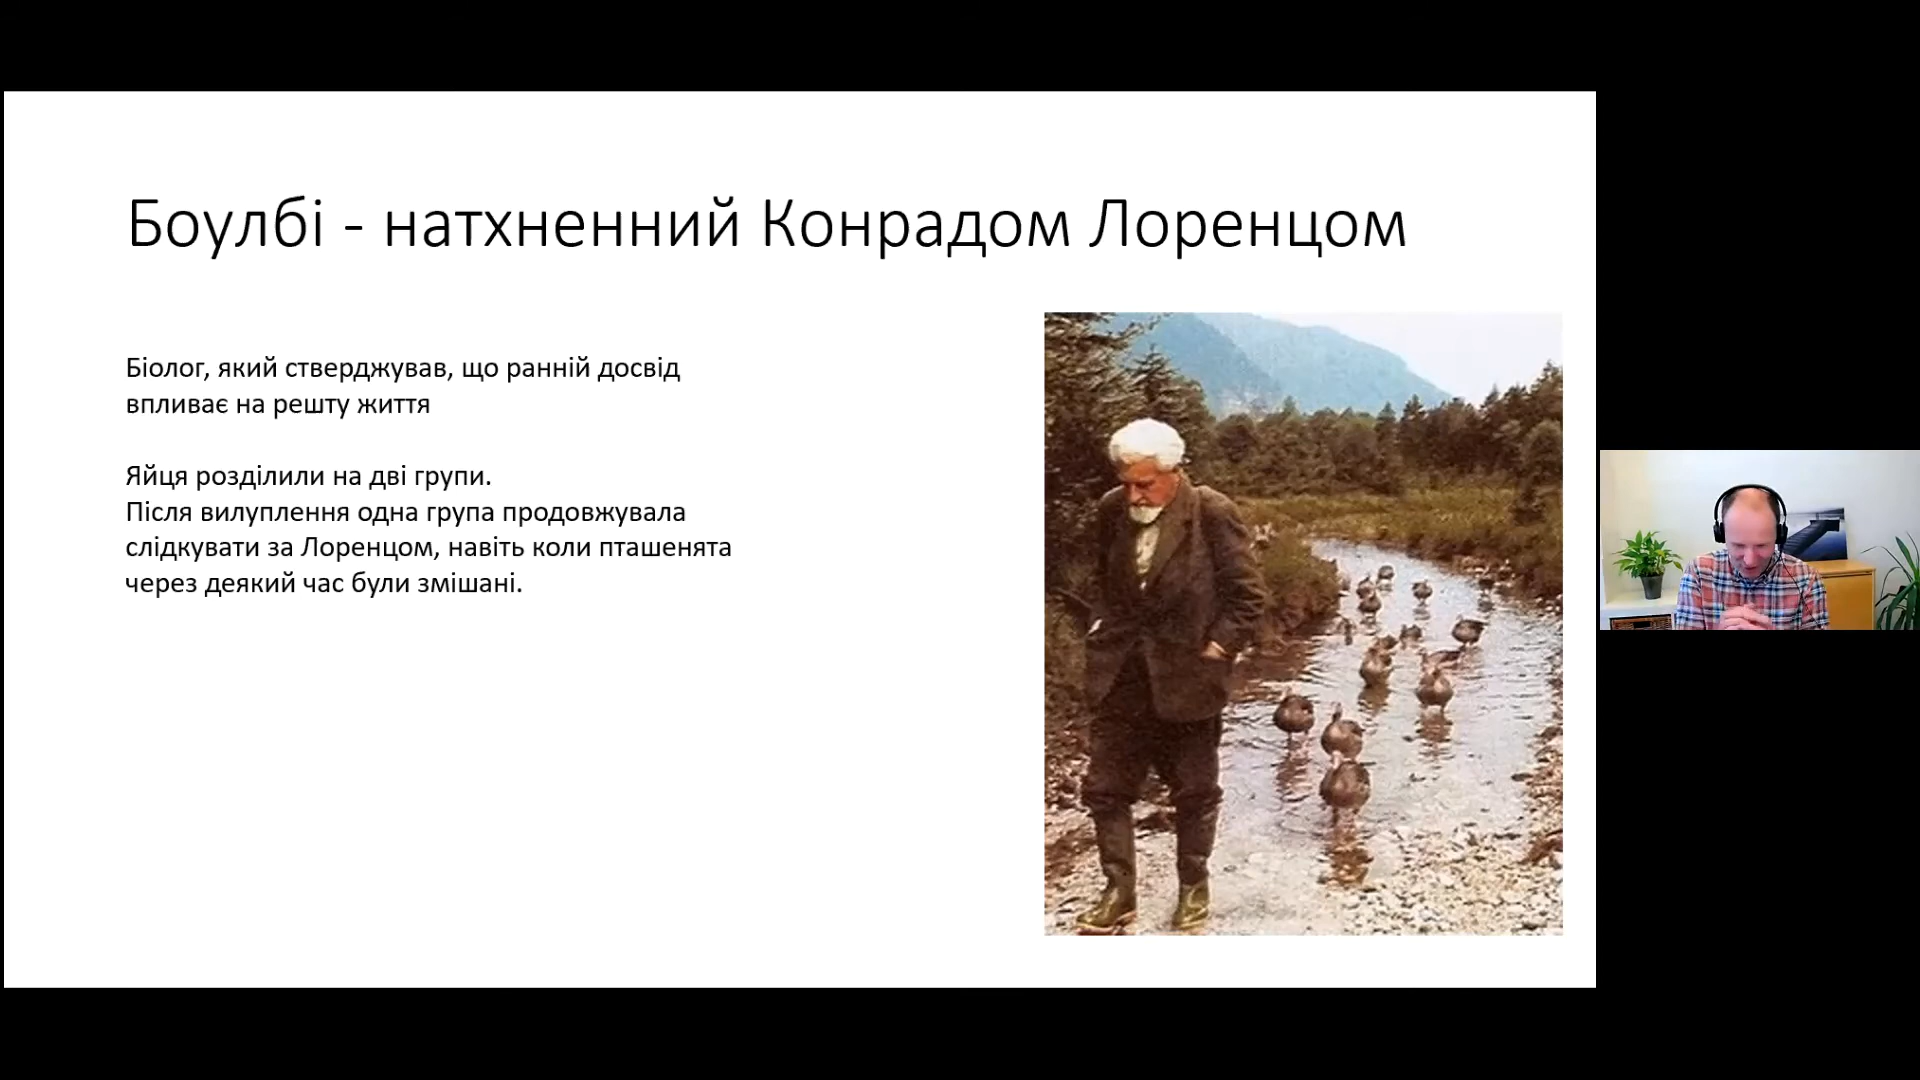 Боулбі - натхненний Конрадом Лоренцом
Біолог, який стверджував, що ранній досвід
впливає на решту життя
Яйця розділили на дві групи.
Після вилуплення одна група продовжувала
слідкувати за Лоренцом, навіть коли пташенята
через деякий час були змішані.